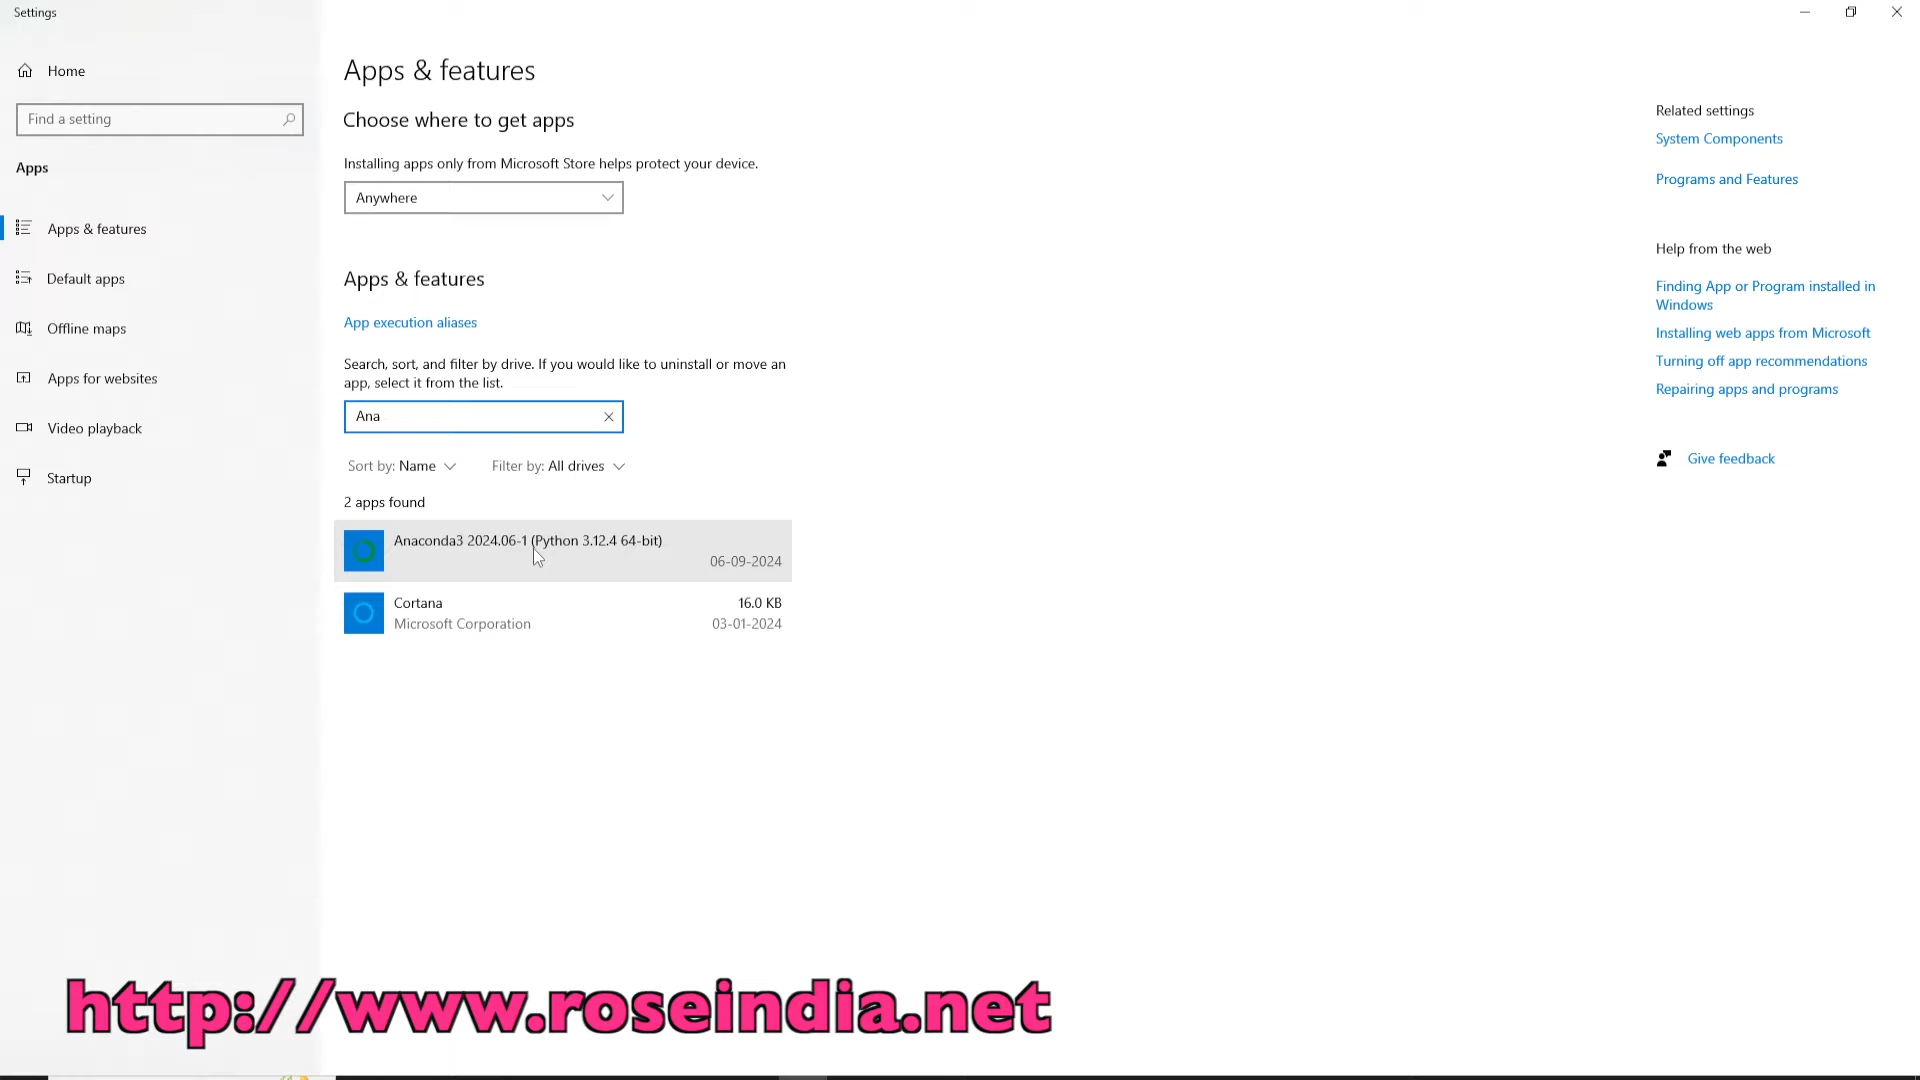 Settings
Home
Find a setting
Apps
Apps & features
Default apps
Offline maps
Apps for websites
Video playback
Startup
Apps & features
Choose where to get apps
Installing apps only from Microsoft Store helps protect your device.
Anywhere
Apps & features
App execution aliases
Search, sort, and filter by drive. If you would like to uninstall or move an
app, select it from the list.
Ana
Sort by: Name
Filter by: All drives
2 apps found
Anaconda3 2024.06-1 (Python 3.12.4 64-bit)
06-09-2024
Cortana
16.0 KB
Microsoft Corporation
03-01-2024
Related settings
System Components
Programs and Features
Help from the web
Finding App or Program installed in
Windows
Installing web apps from Microsoft
Turning off app recommendations
Repairing apps and programs
Give feedback
http://www.roseindia.net